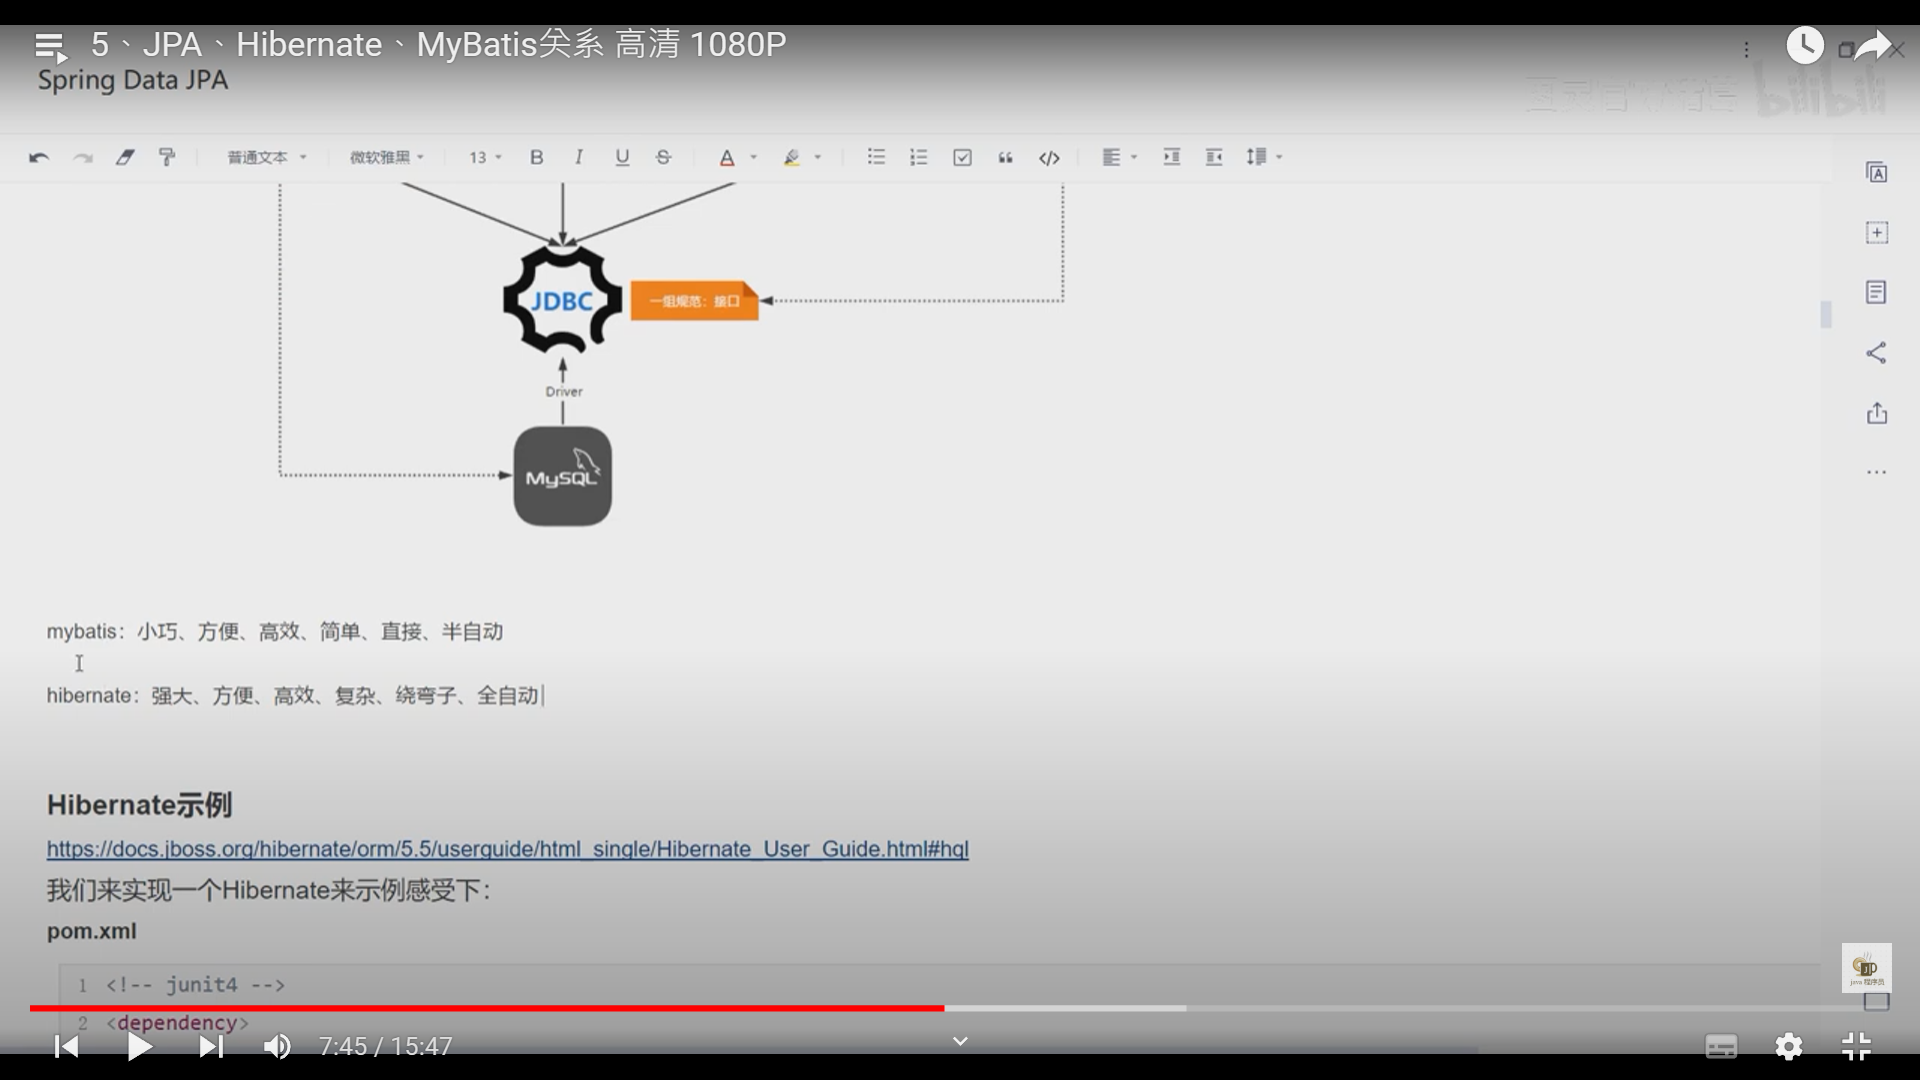 5、JPA、Hibernate、MyBatis关系 高清 1080P
Spring Data JPA
bilibili
普通文本
微软雅黑
13
B
I
U
S
A
JDBC
一组规范：接口
Driver
MySQL
mybatis：小巧、方便、高效、简单、直接、半自动
hibernate：强大、方便、高效、复杂、绕弯子、全自动
Hibernate示例
https://docs.jboss.org/hibernate/orm/5.5/userguide/html_single/Hibernate_User_Guide.html#hql
我们来实现一个Hibernate来示例感受下：
pom.xml
1 <!-- junit4 -->
2 <dependency>
java 程序员
7:45 / 15:47